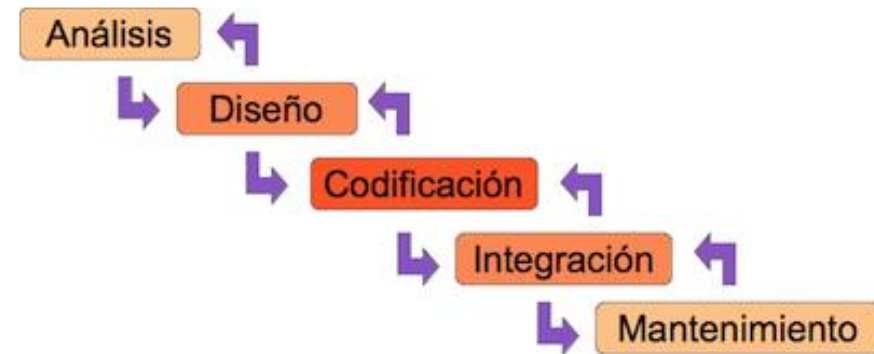 Análisis
Diseño
Codificación
Integración
Mantenimiento